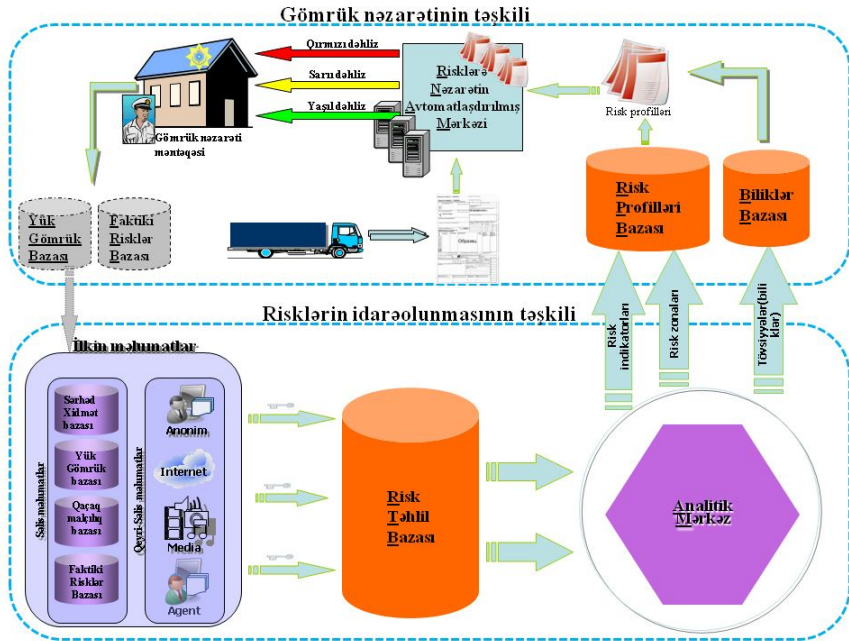 Gömrük nəzarətinin təşkili
Qırmızı dəhliz
Sarı dəhliz
Yaşıl dəhliz
Risklərə
Nəzarətin
Avtomatlaşdırılmış
Mərkəzi
Risk profilləri
Gömrük nəzarəti
məntəqəsi
Yük
Gömrük
Bazası
Faktiki
Risklər
Bazası
Risk
Profilləri
Bazası
Biliklər
Bazası
Risklərin idarəolunmasının təşkili
Risk
indikatorları
Risk zonaları
Tövsiyyələr(bili
klər)
İlkin məlumatlar
Səlis məlumatlar
Sərhəd
Xidmət
bazası
Yük
Gömrük
bazası
Qaçaq
malçılıq
bazası
Faktiki
Risklər
Bazası
Qeyri-Səlis məlumatlar
Anonim
Internet
Media
Agent
Risk
Təhlil
Bazası
Analitik
Mərkəz